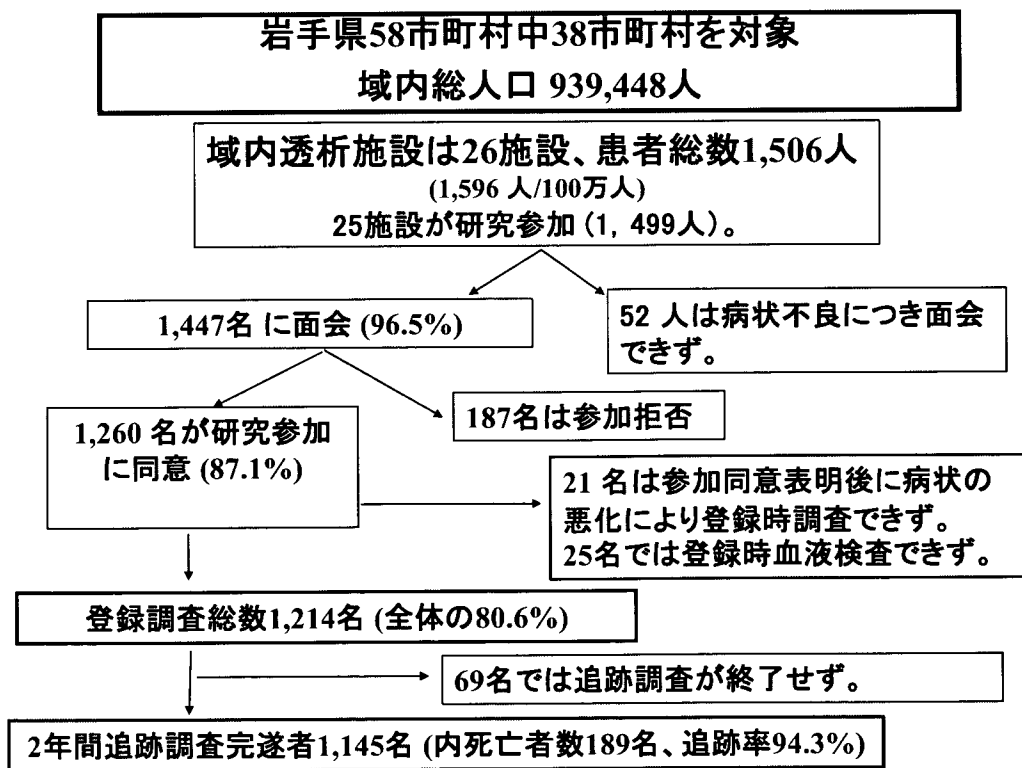 岩手県58市町村中38市町村を対象
域内総人口 939,448人
域内透析施設は26施設、患者総数1,506人
(1,596 人/100万人)
25施設が研究参加（1，499人）。
1,447名 に面会 (96.5%)
52 人は病状不良につき面会
できず。
187名は参加拒否
1,260 名が研究参加
に同意 (87.1%)
21 名は参加同意表明後に病状の
悪化により登録時調査できず。
25名では登録時血液検査できず。
登録調査総数1,214名 (全体の80.6%)
69名では追跡調査が終了せず。
2年間追跡調査完遂者1,145名 (内死亡者数189名、追跡率94.3%)